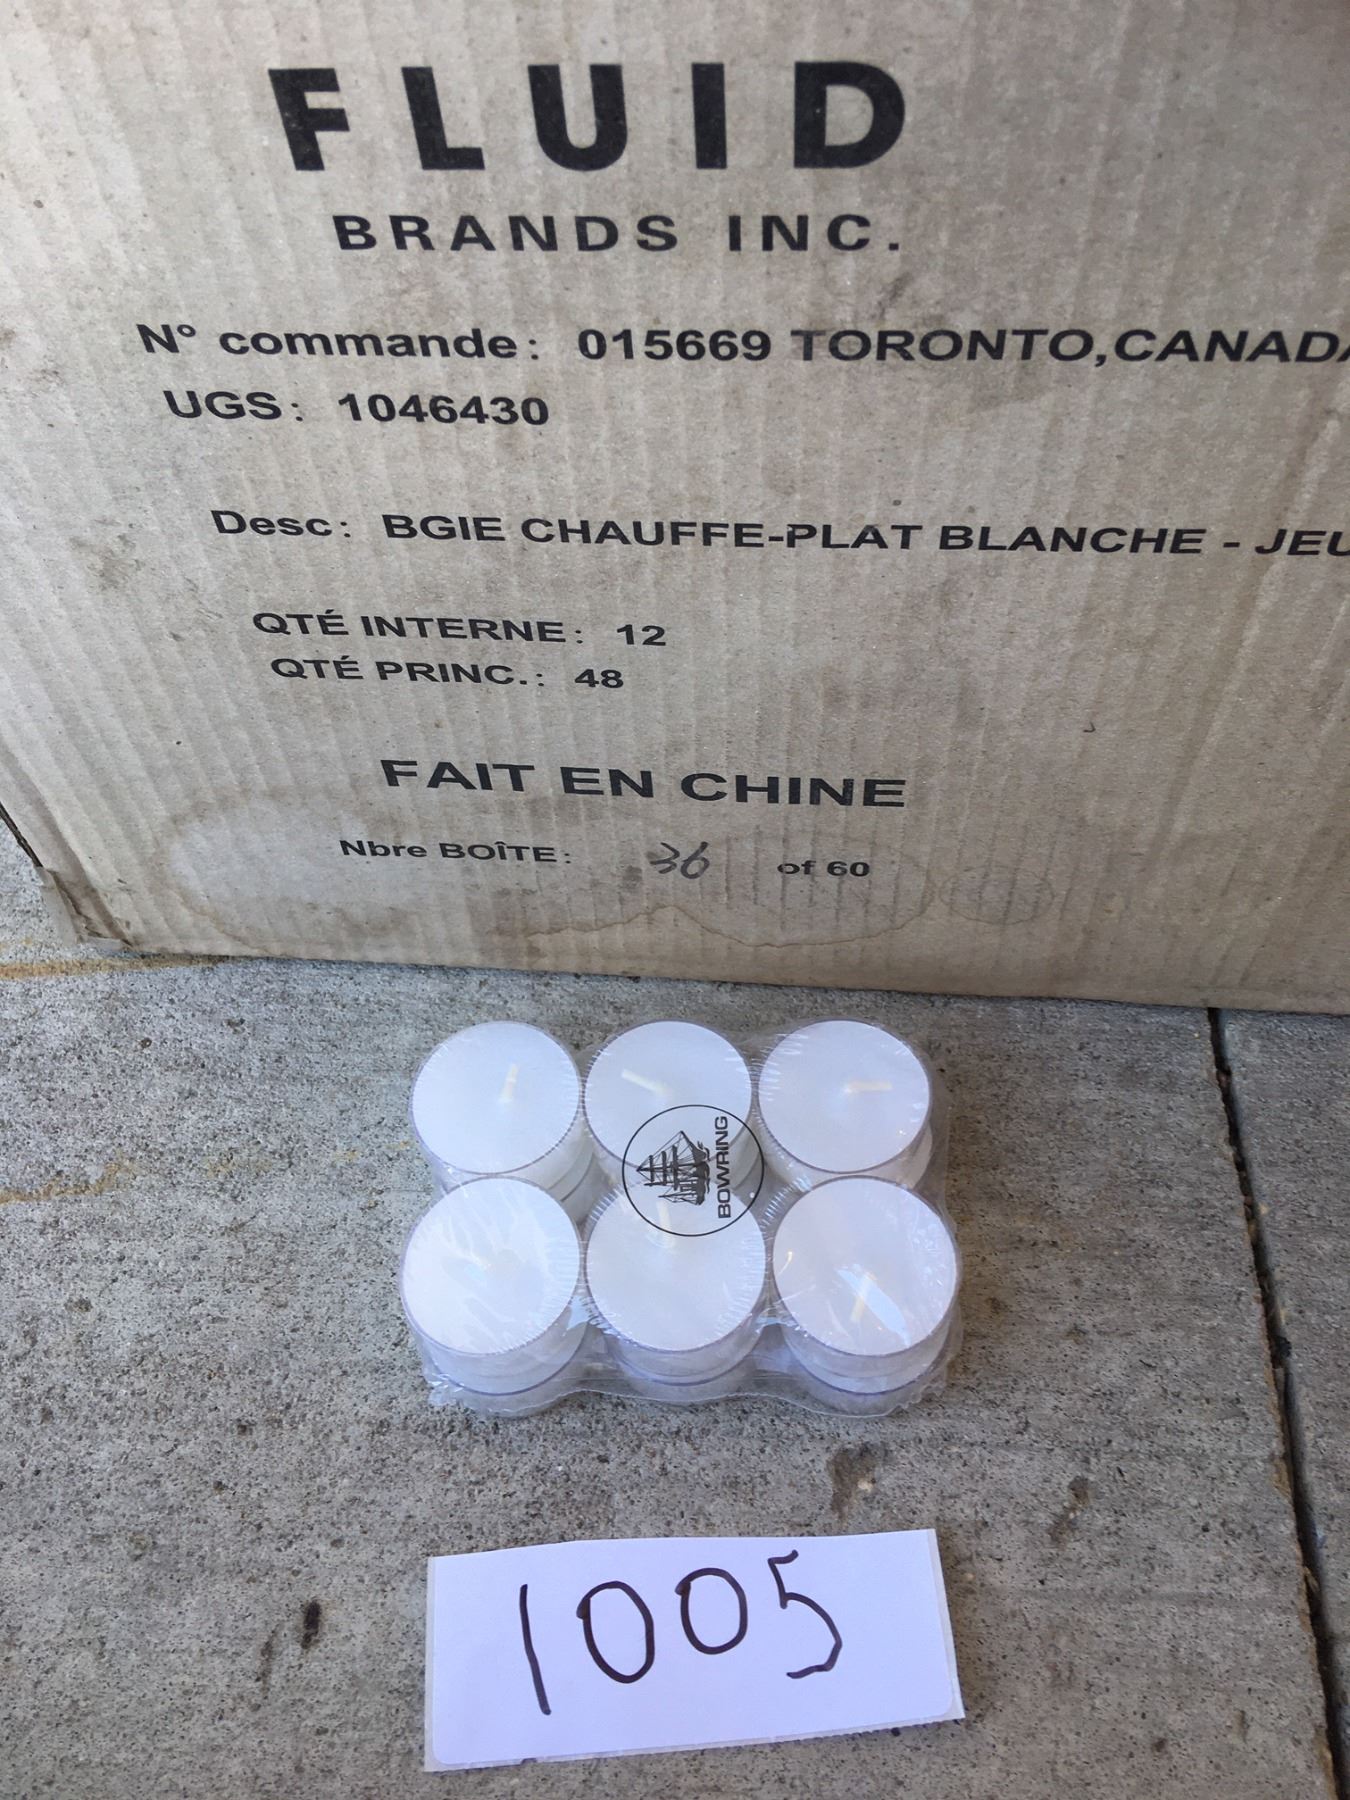 FLUID
BRANDS INC.
N° commande: 015669 TORONTO, CANADA
UGS: 1046430
Desc: BGIE CHAUFFE-PLAT BLANCHE - JEU
QTÉ INTERNE: 12
QTÉ PRINC.: 48
FAIT EN CHINE
Nbre BOÎTE: 36 of 60
BOWRING
1005